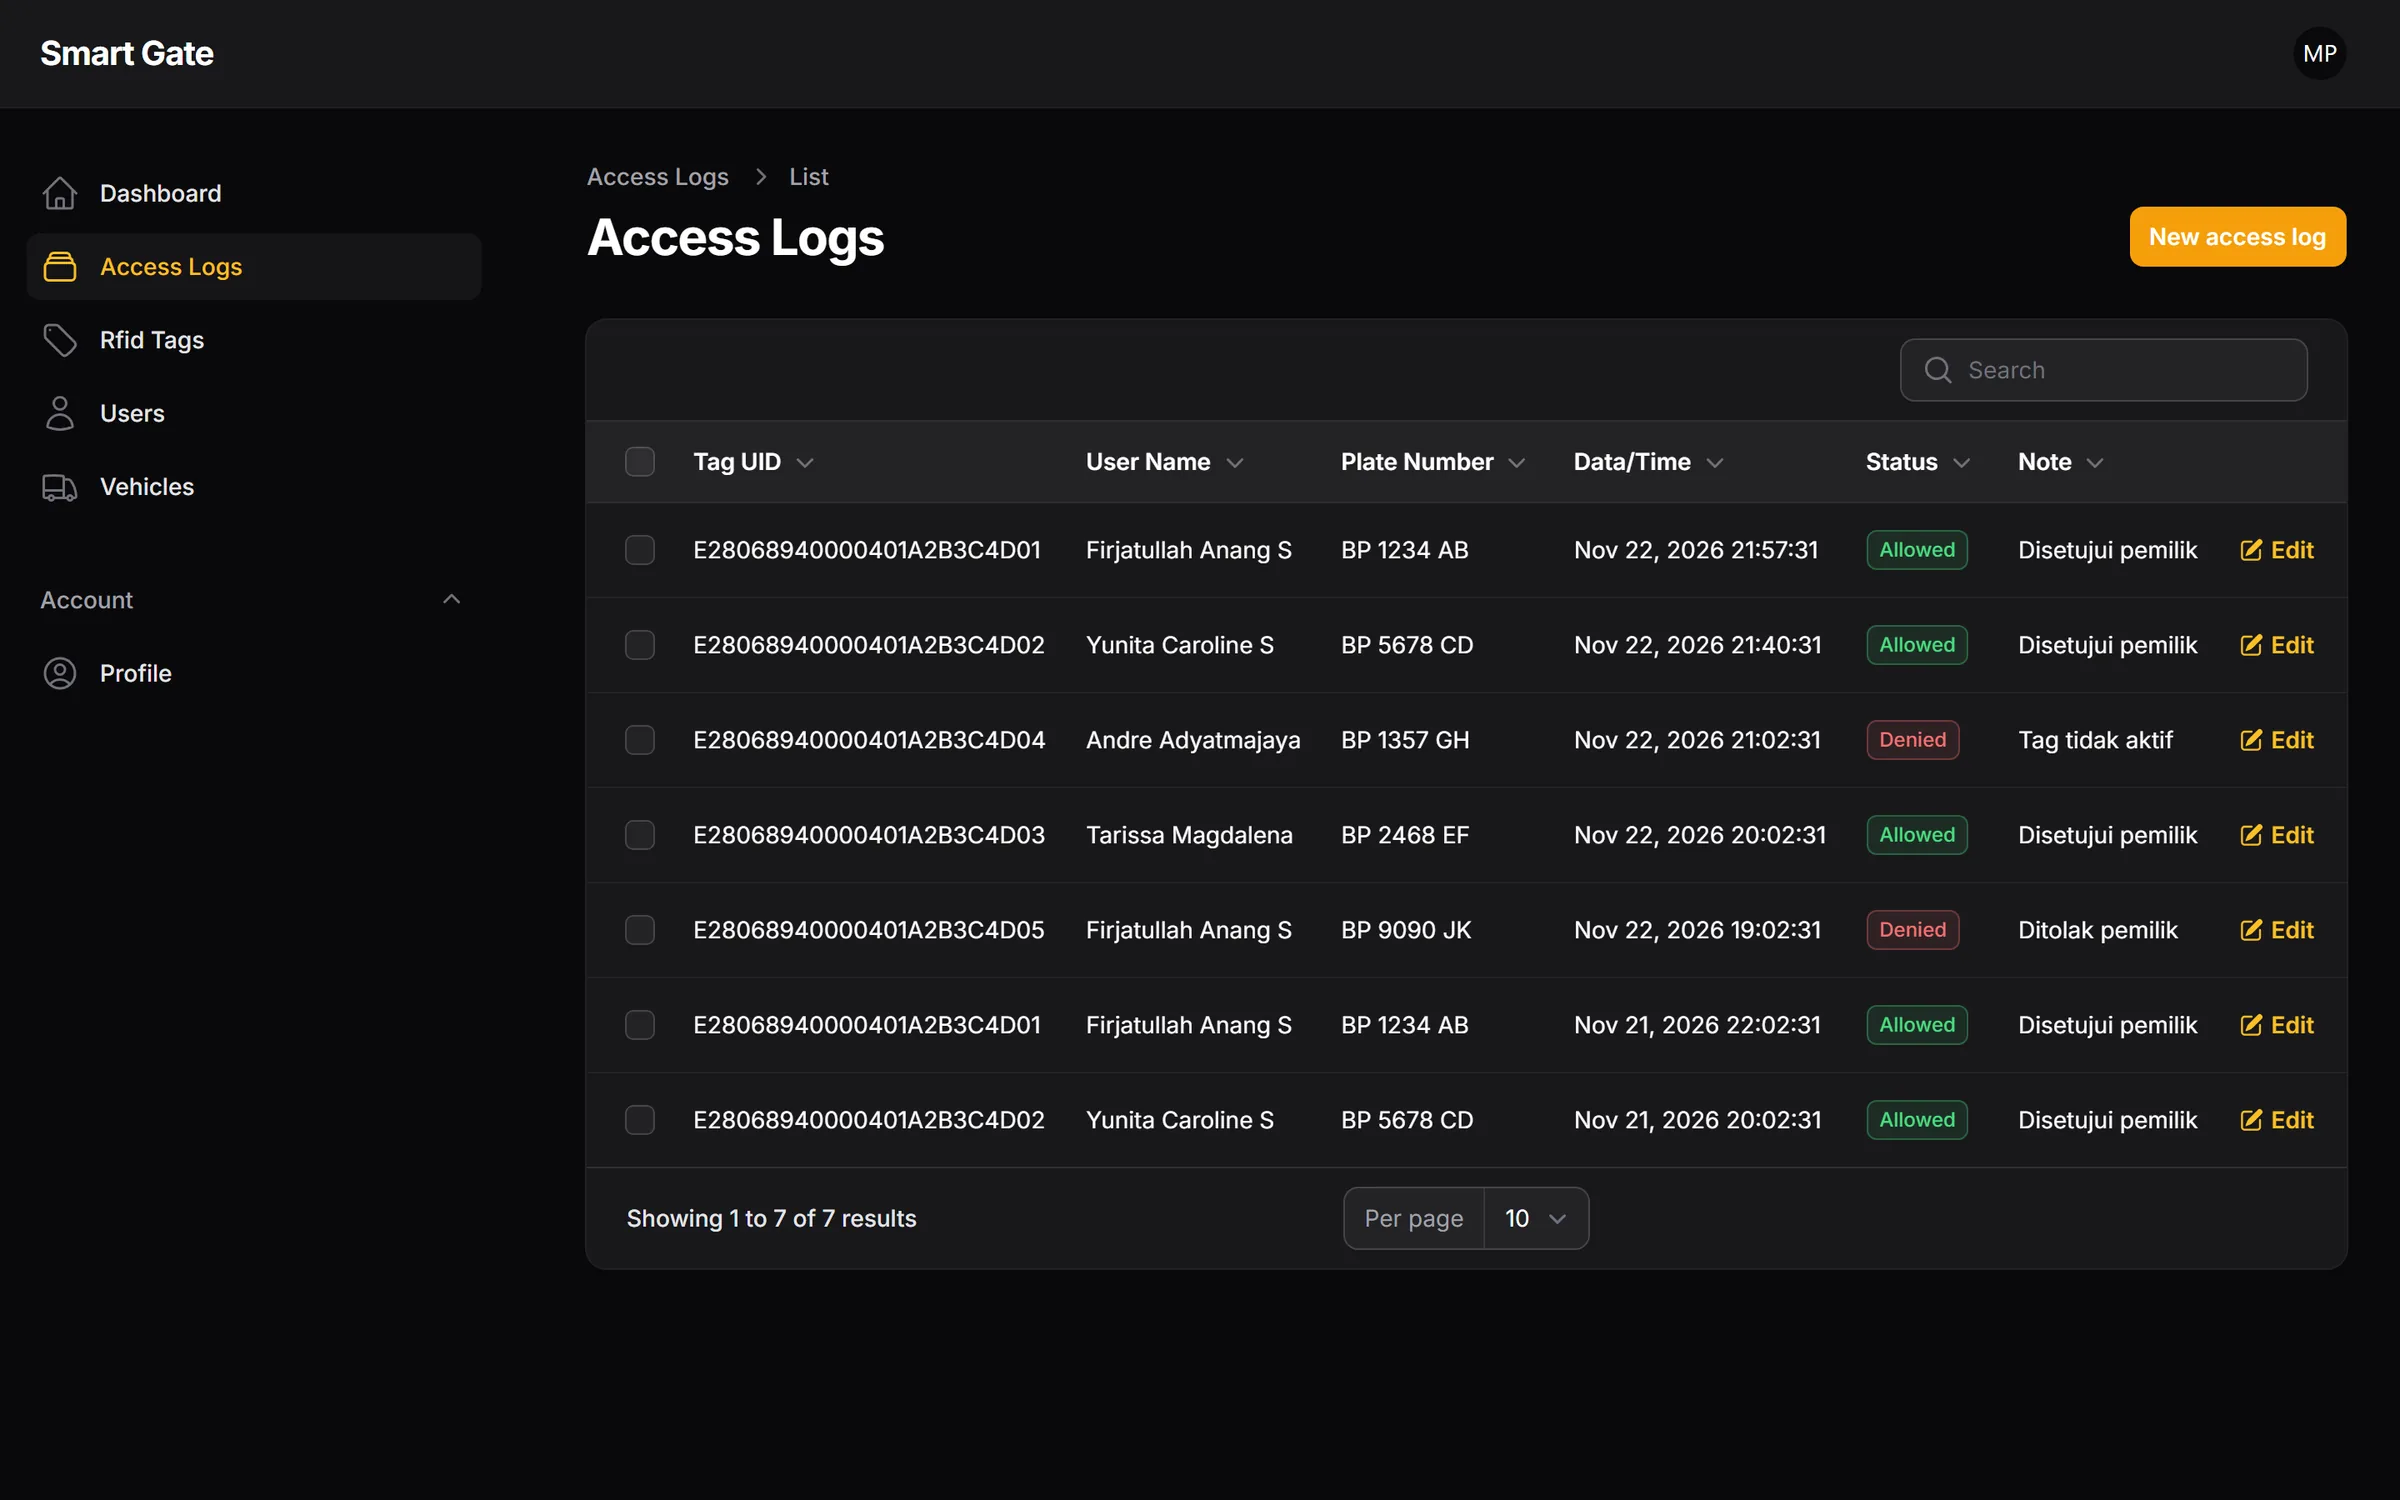 Smart Gate
MP
Dashboard
Access Logs
Rfid Tags
Users
Vehicles
Account
Profile
Access Logs > List
Access Logs
New access log
Search
Tag UID User Name Plate Number Data/Time Status Note
E28068940000401A2B3C4D01 Firjatullah Anang S BP 1234 AB Nov 22, 2026 21:57:31 Allowed Disetujui pemilik Edit
E28068940000401A2B3C4D02 Yunita Caroline S BP 5678 CD Nov 22, 2026 21:40:31 Allowed Disetujui pemilik Edit
E28068940000401A2B3C4D04 Andre Adyatmajaya BP 1357 GH Nov 22, 2026 21:02:31 Denied Tag tidak aktif Edit
E28068940000401A2B3C4D03 Tarissa Magdalena BP 2468 EF Nov 22, 2026 20:02:31 Allowed Disetujui pemilik Edit
E28068940000401A2B3C4D05 Firjatullah Anang S BP 9090 JK Nov 22, 2026 19:02:31 Denied Ditolak pemilik Edit
E28068940000401A2B3C4D01 Firjatullah Anang S BP 1234 AB Nov 21, 2026 22:02:31 Allowed Disetujui pemilik Edit
E28068940000401A2B3C4D02 Yunita Caroline S BP 5678 CD Nov 21, 2026 20:02:31 Allowed Disetujui pemilik Edit
Showing 1 to 7 of 7 results
Per page 10